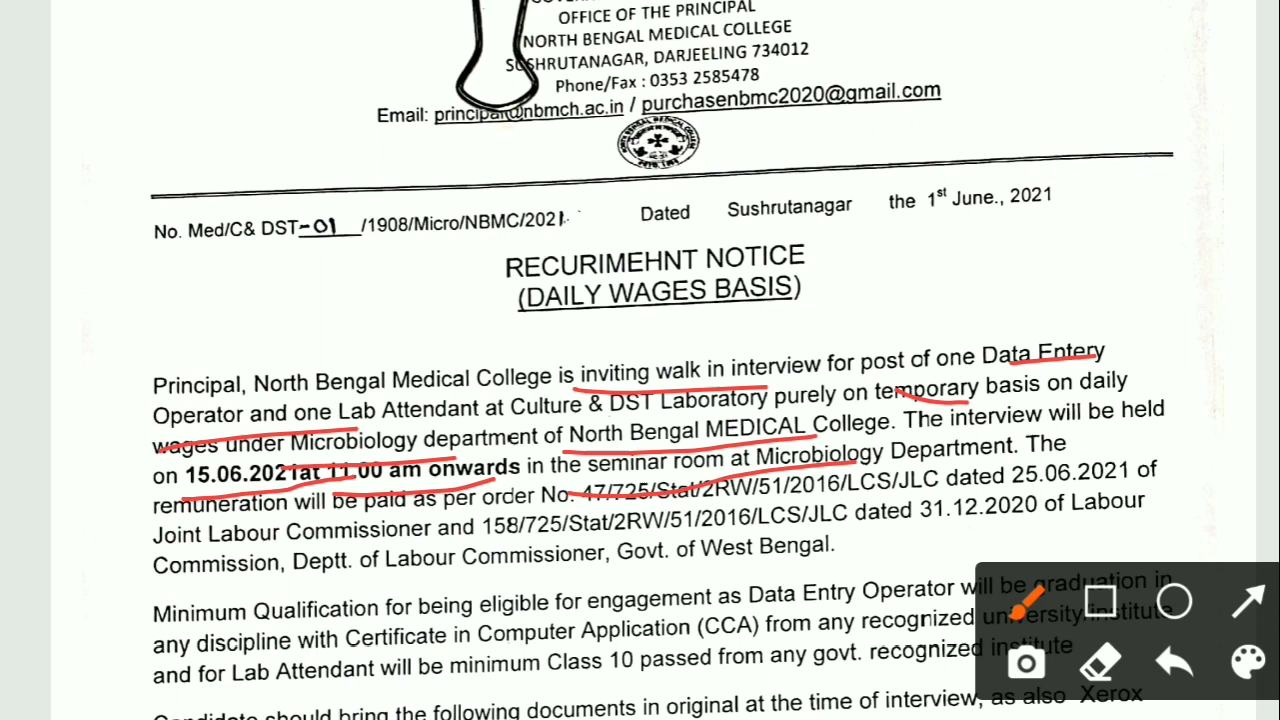 OFFICE OF THE PRINCIPAL
NORTH BENGAL MEDICAL COLLEGE
SUSHRUTANAGAR, DARJEELING 734012
Phone/Fax : 0353 2585478
Email: principal@nbmch.ac.in / purchasenbmc2020@gmail.com
No. Med/C& DST-01 /1908/Micro/NBMC/2021. Dated Sushrutanagar the 1st June., 2021
RECURIMEHNT NOTICE
(DAILY WAGES BASIS)
Principal, North Bengal Medical College is inviting walk in interview for post of one Data Entery
Operator and one Lab Attendant at Culture & DST Laboratory purely on temporary basis on daily
wages under Microbiology department of North Bengal MEDICAL College. The interview will be held
on 15.06.2021at 11.00 am onwards in the seminar room at Microbiology Department. The
remuneration will be paid as per order No. 47/725/Stat/2RW/51/2016/LCS/JLC dated 25.06.2021 of
Joint Labour Commissioner and 158/725/Stat/2RW/51/2016/LCS/JLC dated 31.12.2020 of Labour
Commission, Deptt. of Labour Commissioner, Govt. of West Bengal.
Minimum Qualification for being eligible for engagement as Data Entry Operator will be graduation in
any discipline with Certificate in Computer Application (CCA) from any recognized university/institute
and for Lab Attendant will be minimum Class 10 passed from any govt. recognized institute
Candidate should bring the following documents in original at the time of interview, as also Xerox